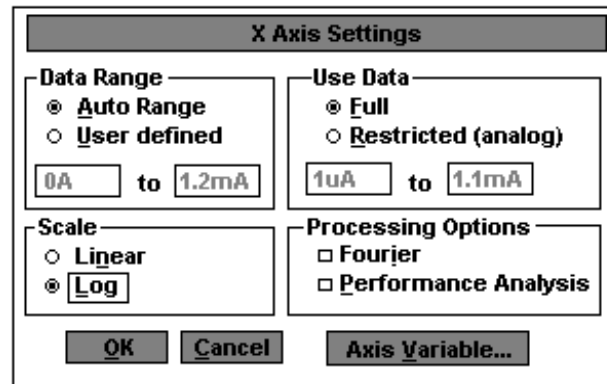 X Axis Settings
Data Range
Auto Range
User defined
0A to 1.2mA
Use Data
Full
Restricted (analog)
1uA to 1.1mA
Scale
Linear
Log
Processing Options
Fourier
Performance Analysis
OK Cancel Axis Variable...